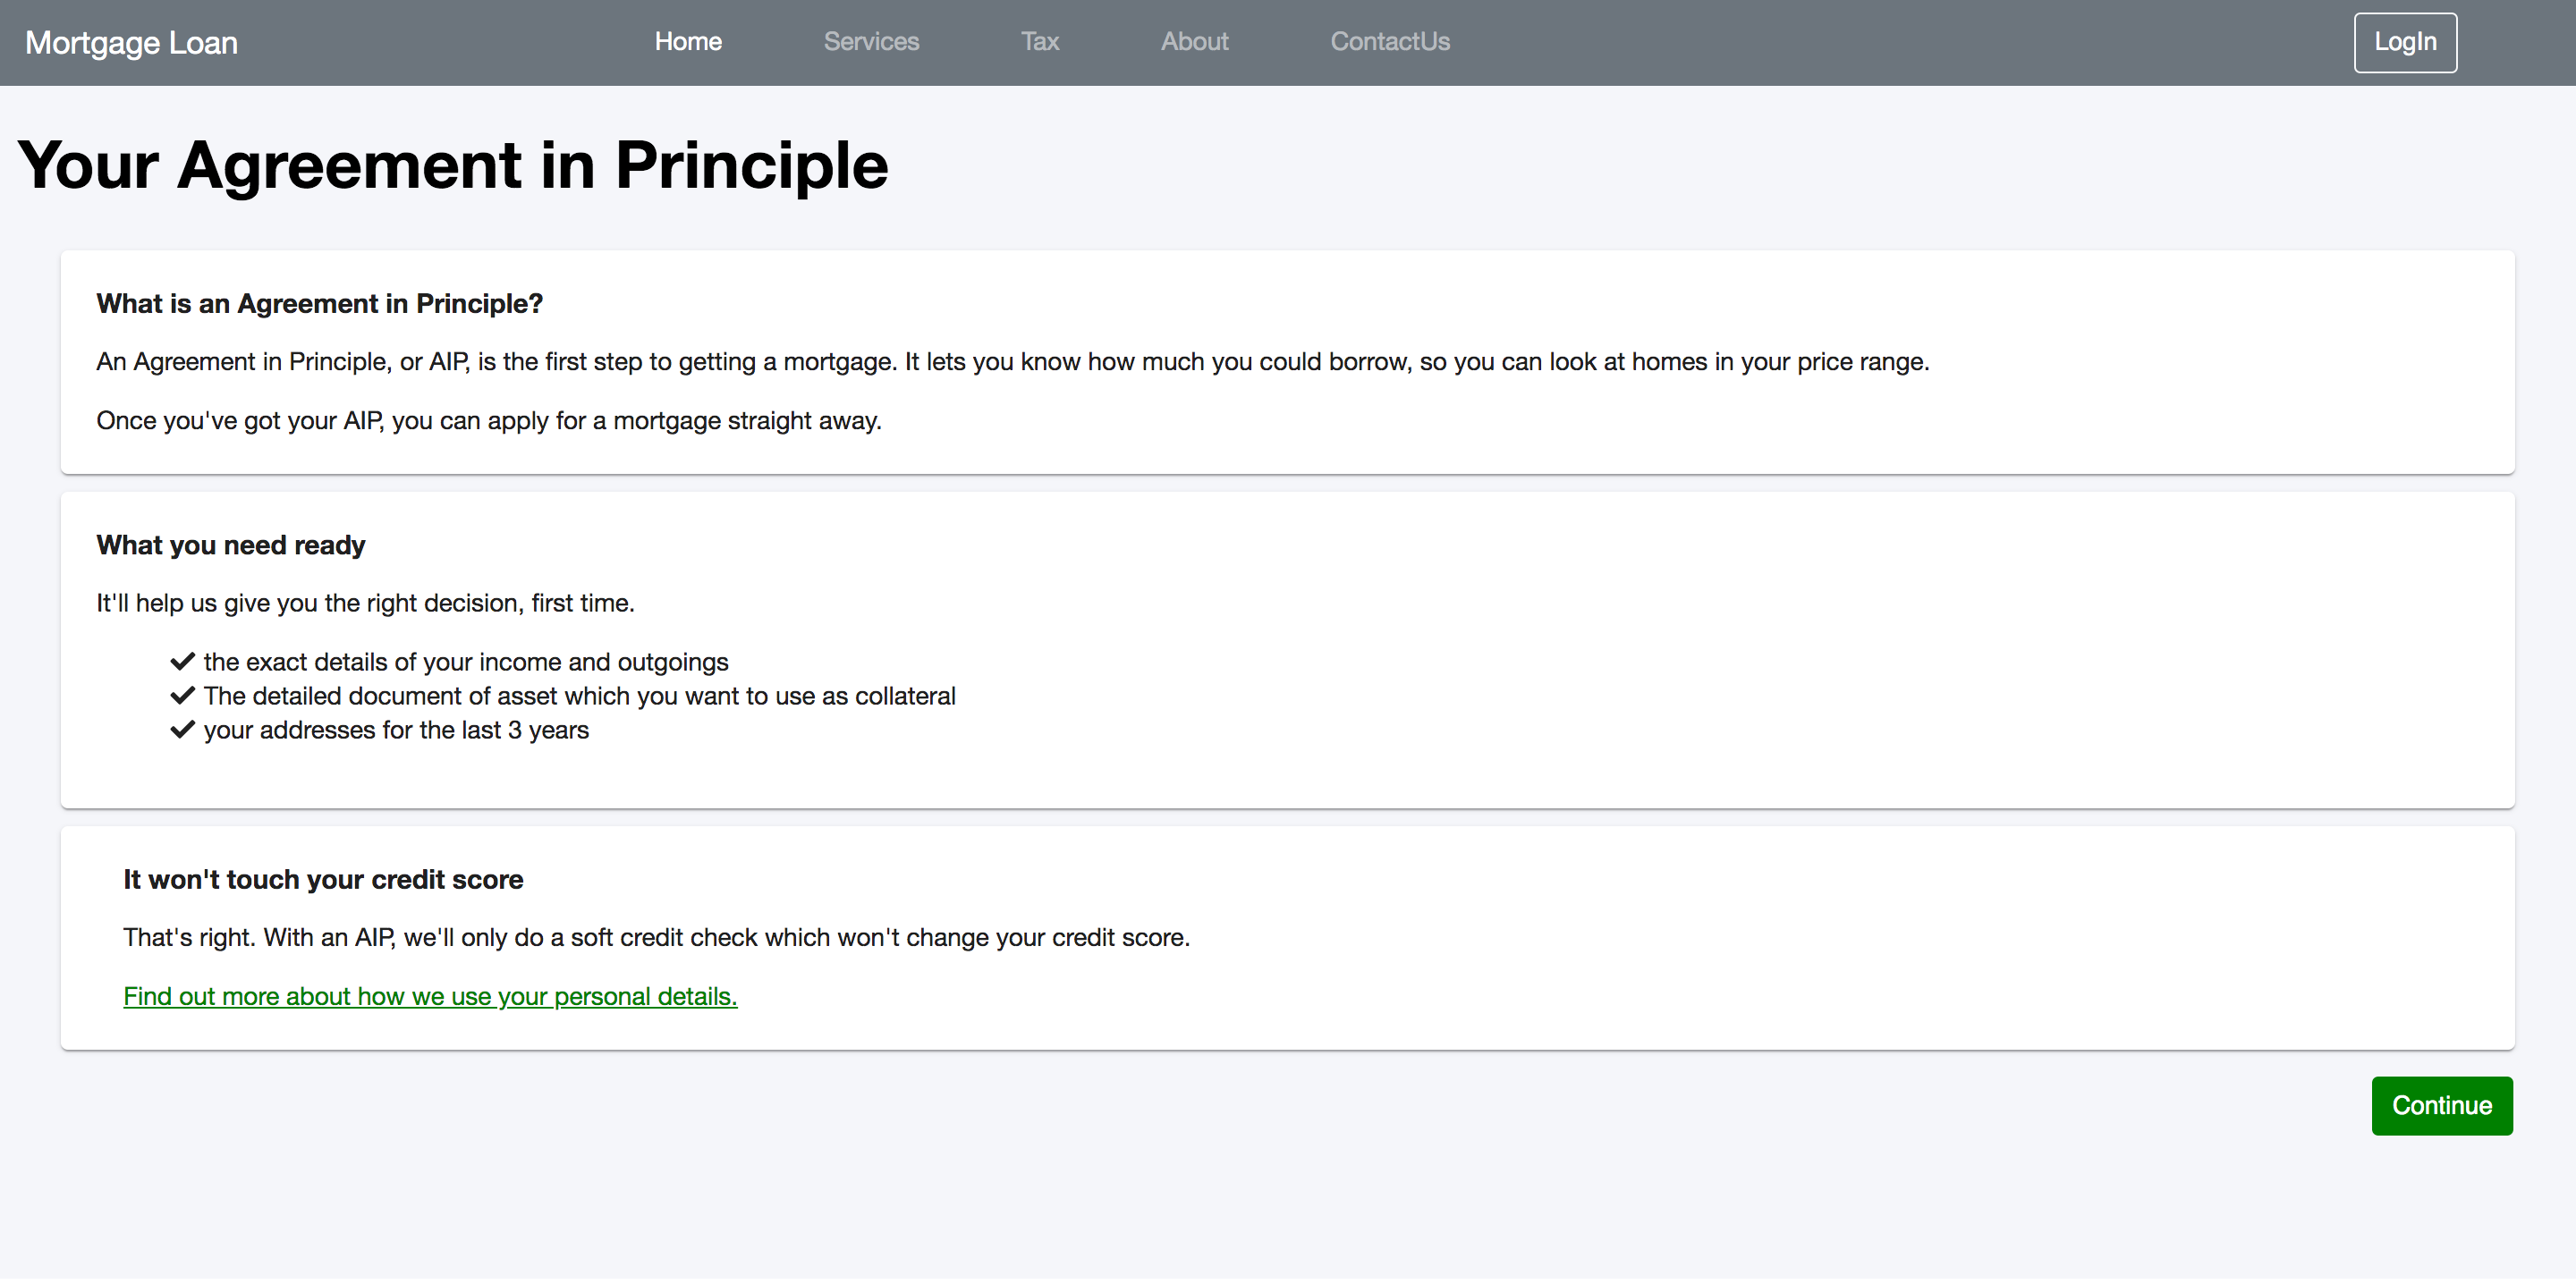 Mortgage Loan Home Services Tax About ContactUs LogIn
Your Agreement in Principle
What is an Agreement in Principle?
An Agreement in Principle, or AIP, is the first step to getting a mortgage. It lets you know how much you could borrow, so you can look at homes in your price range.
Once you've got your AIP, you can apply for a mortgage straight away.
What you need ready
It'll help us give you the right decision, first time.
the exact details of your income and outgoings
The detailed document of asset which you want to use as collateral
your addresses for the last 3 years
It won't touch your credit score
That's right. With an AIP, we'll only do a soft credit check which won't change your credit score.
Find out more about how we use your personal details.
Continue